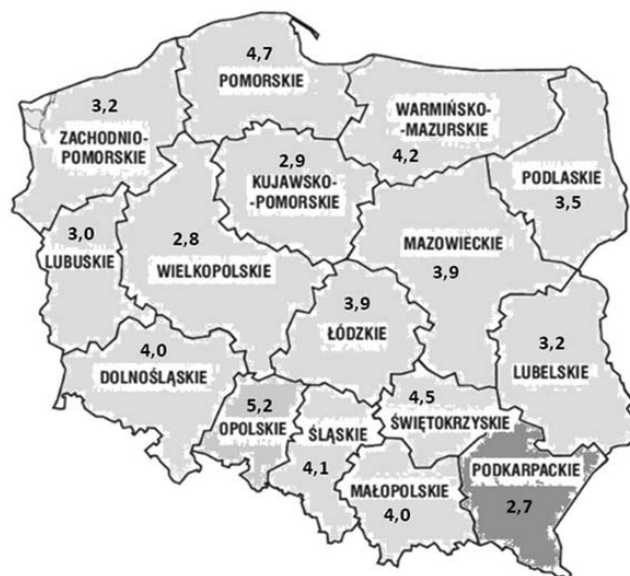 4,7
POMORSKIE
3,2
ZACHODNIO-
POMORSKIE
WARMIŃSKO-
-MAZURSKIE
4,2
2,9
KUJAWSKO-
-POMORSKIE
PODLASKIE
3,5
3,0
LUBUSKIE
2,8
WIELKOPOLSKIE
MAZOWIECKIE
3,9
3,9
ŁÓDZKIE
3,2
LUBELSKIE
4,0
DOLNOŚLĄSKIE
5,2
OPOLSKIE
ŚLĄSKIE
4,1
4,5
ŚWIĘTOKRZYSKIE
MAŁOPOLSKIE
4,0
PODKARPACKIE
2,7